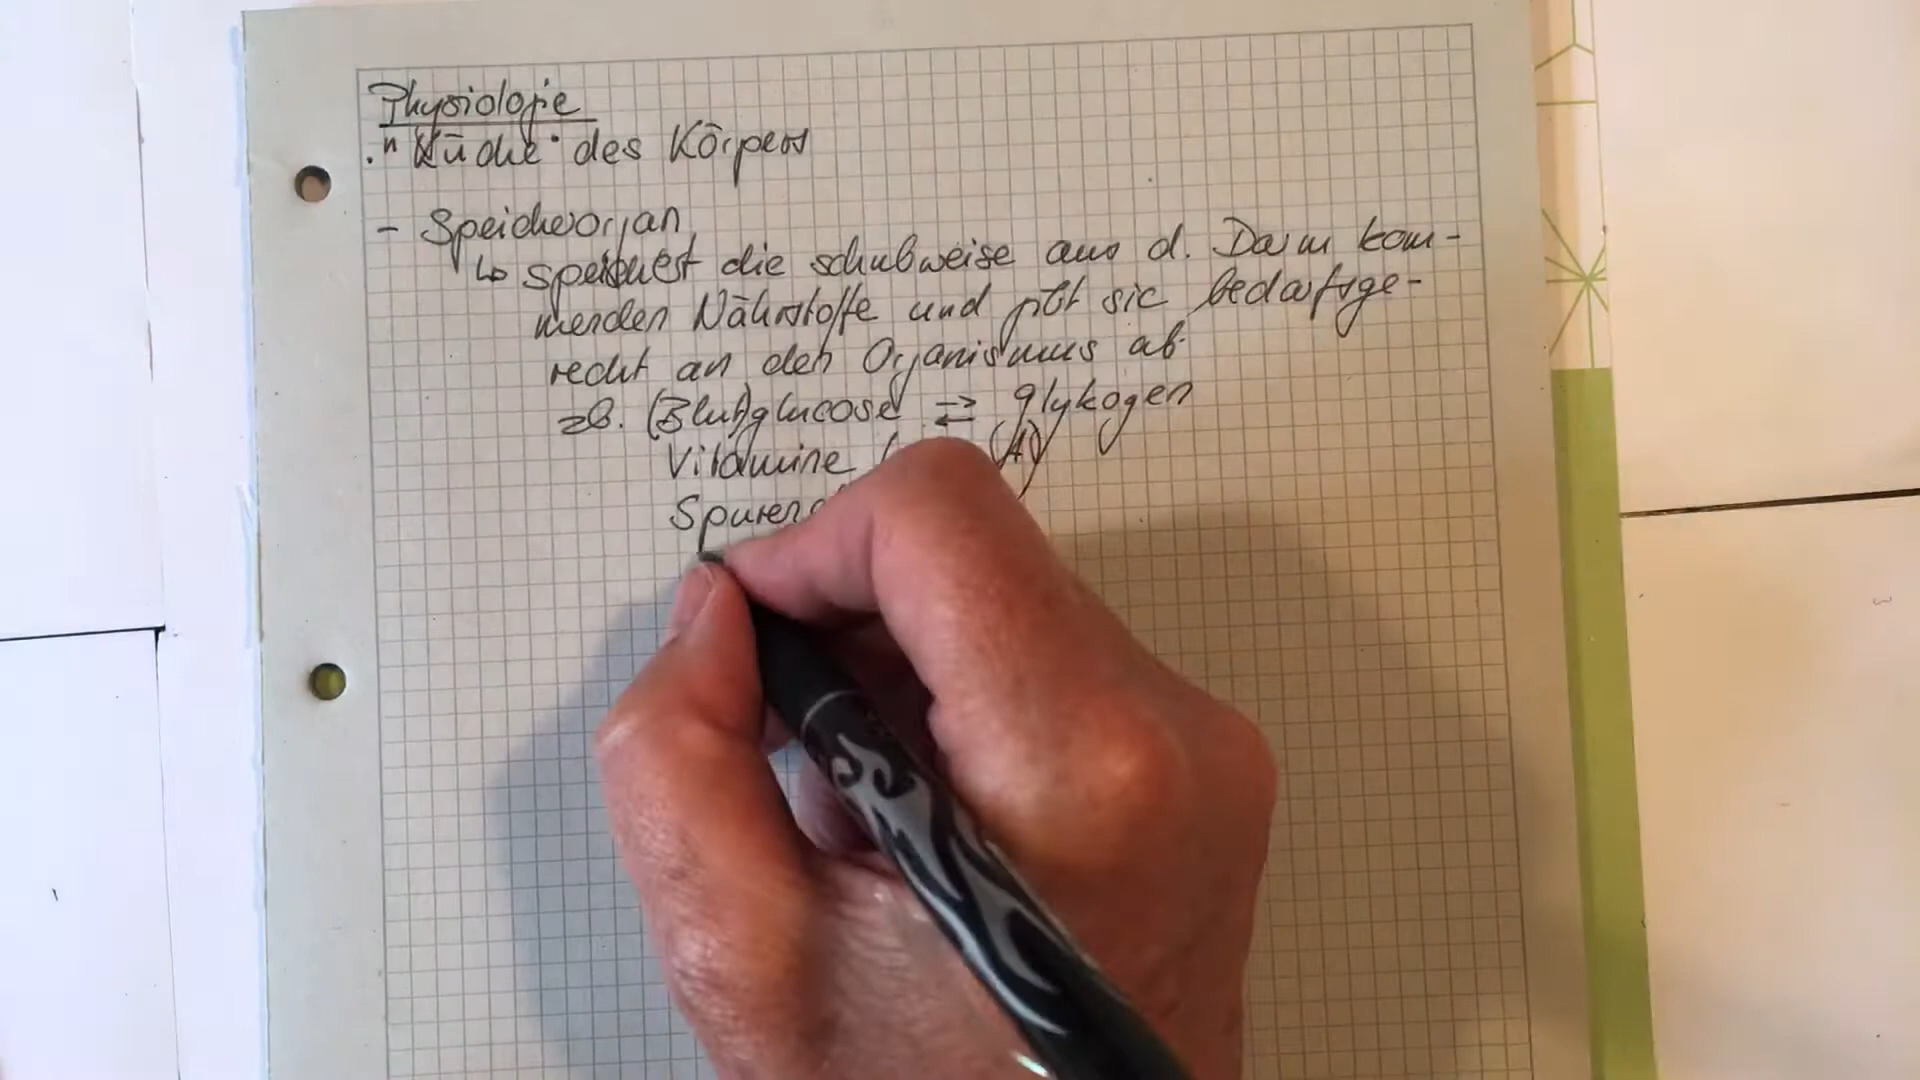 Physiologie
. "Küche" des Körpers
- Speicherorgan
↳ speichert die schubweise aus d. Darm kom-
menden Nährstoffe und gibt sie bedarfsge-
recht an den Organismus ab.
zB. (Blut)glucose ⇄ glykogen
Vitamine ( (A)